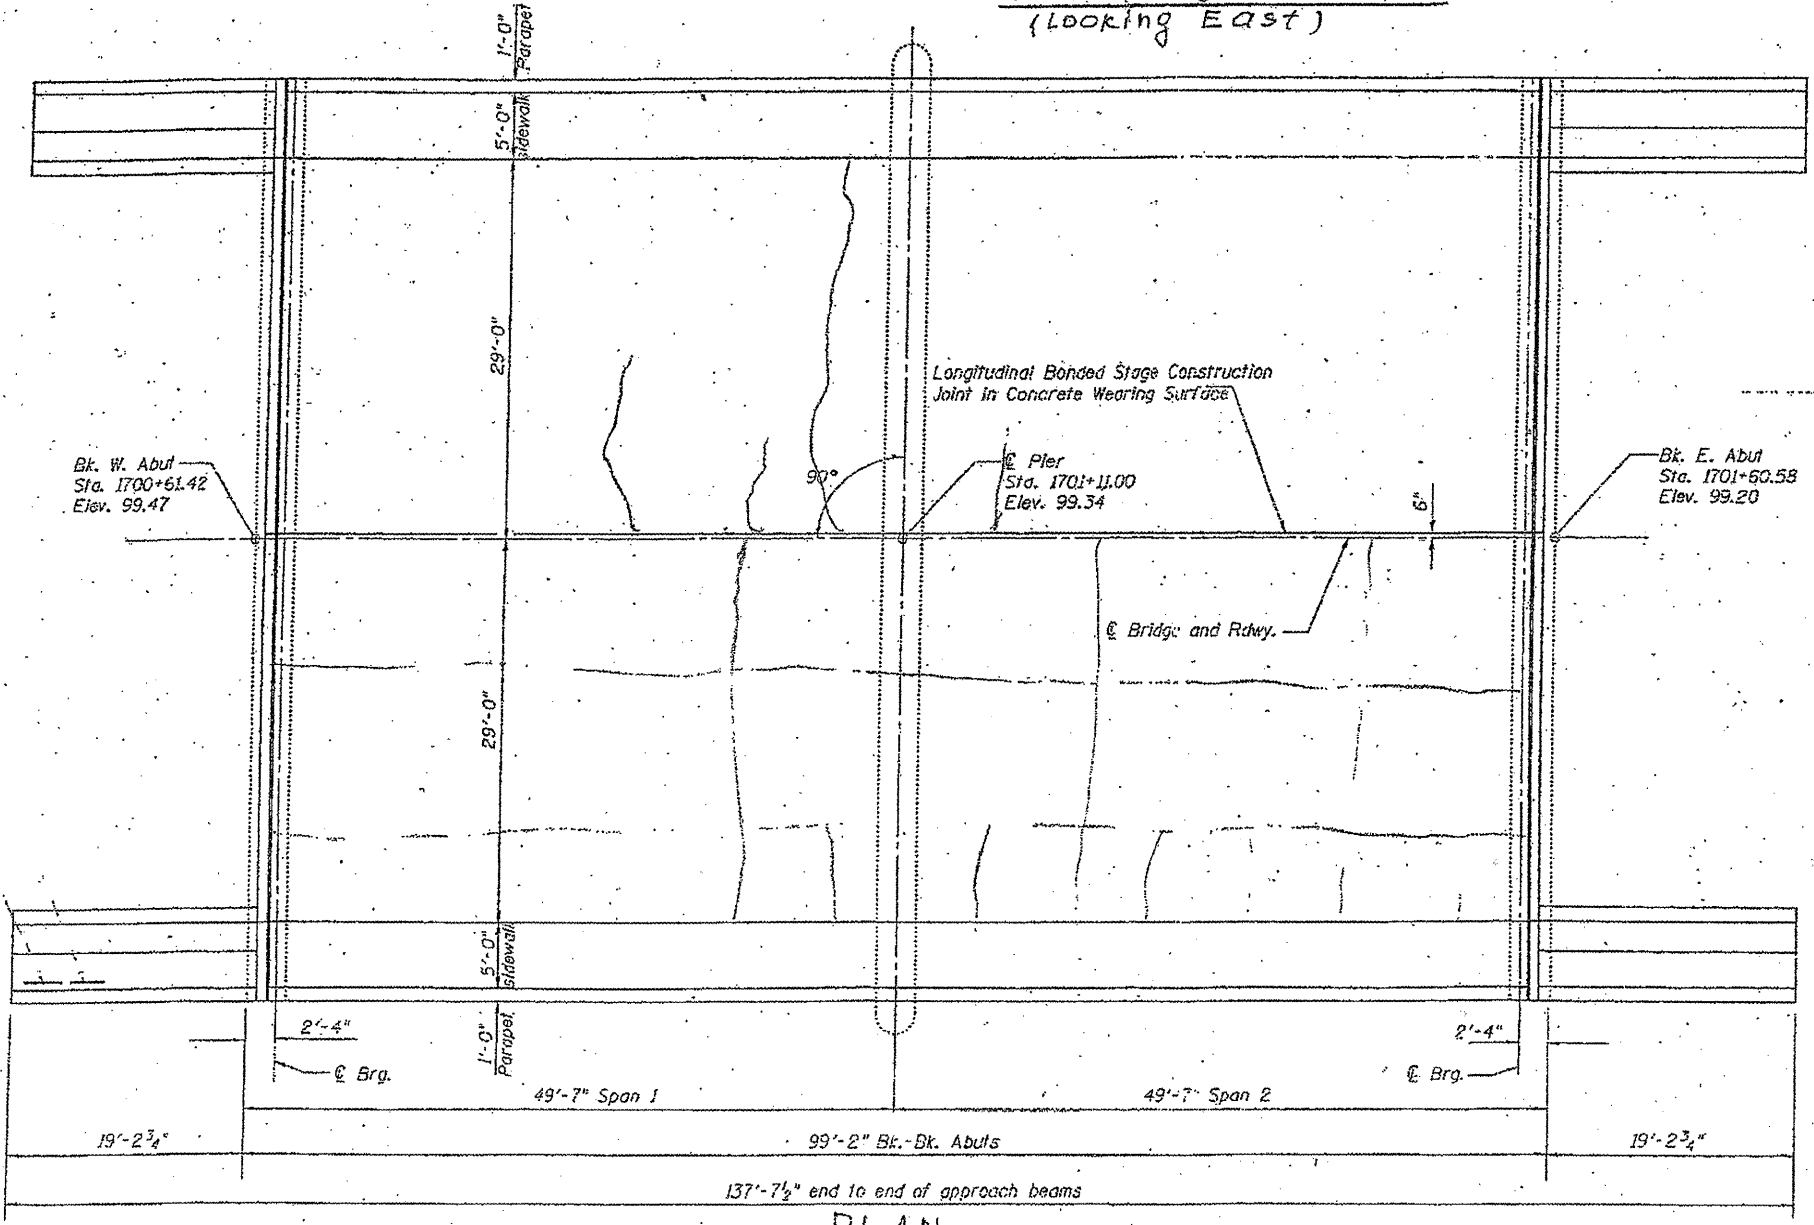 (Looking East)
1'-0"
Parapet
5'-0"
sidewalk
29'-0"
Longitudinal Bonded Stage Construction
Joint in Concrete Wearing Surface
Bk. W. Abut
Sta. 1700+61.42
Elev. 99.47
90°
℄ Pier
Sta. 1701+11.00
Elev. 99.34
6"
Bk. E. Abut
Sta. 1701+60.58
Elev. 99.20
℄ Bridge and Rdwy.
29'-0"
5'-0"
sidewalk
1'-0"
Parapet
2'-4"
℄ Brg.
2'-4"
℄ Brg.
49'-7" Span 1
49'-7" Span 2
19'-2¾"
99'-2" Bk.-Bk. Abuts
19'-2¾"
137'-7½" end to end of approach beams
PLAN